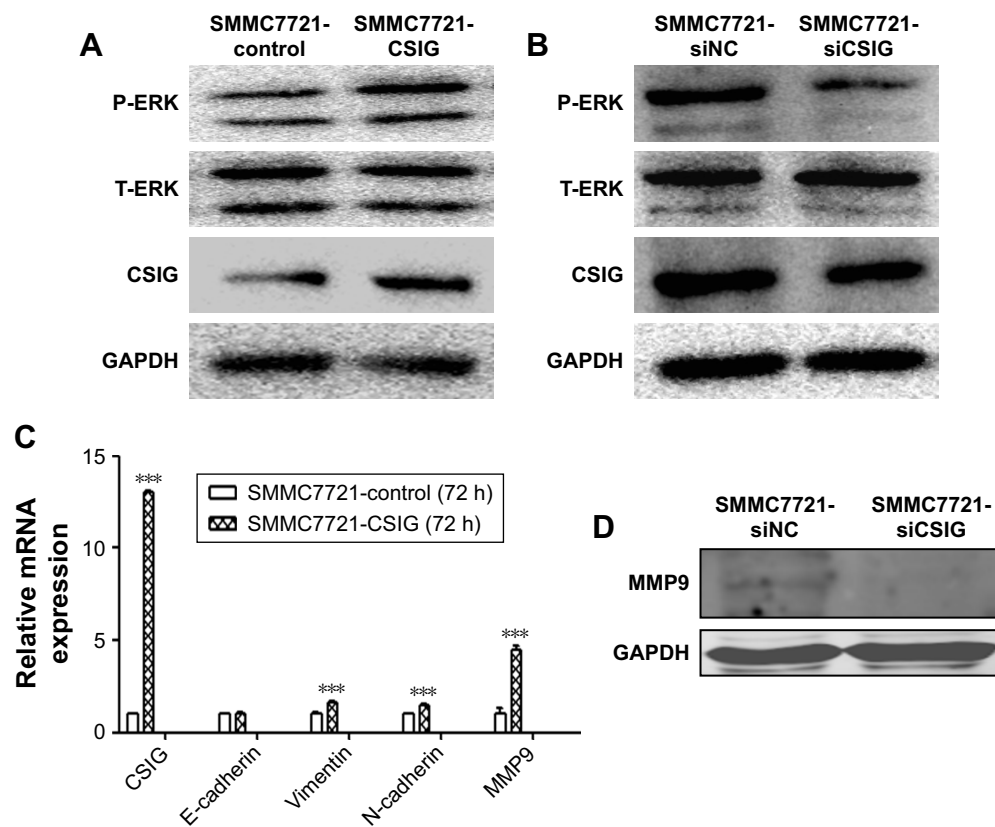 A
SMMC7721-
control
SMMC7721-
CSIG
P-ERK
T-ERK
CSIG
GAPDH
B
SMMC7721-
siNC
SMMC7721-
siCSIG
P-ERK
T-ERK
CSIG
GAPDH
C
Relative mRNA
expression
15
10
5
0
SMMC7721-control (72 h)
SMMC7721-CSIG (72 h)
***
***
***
***
CSIG
E-cadherin
Vimentin
N-cadherin
MMP9
D
SMMC7721-
siNC
SMMC7721-
siCSIG
MMP9
GAPDH